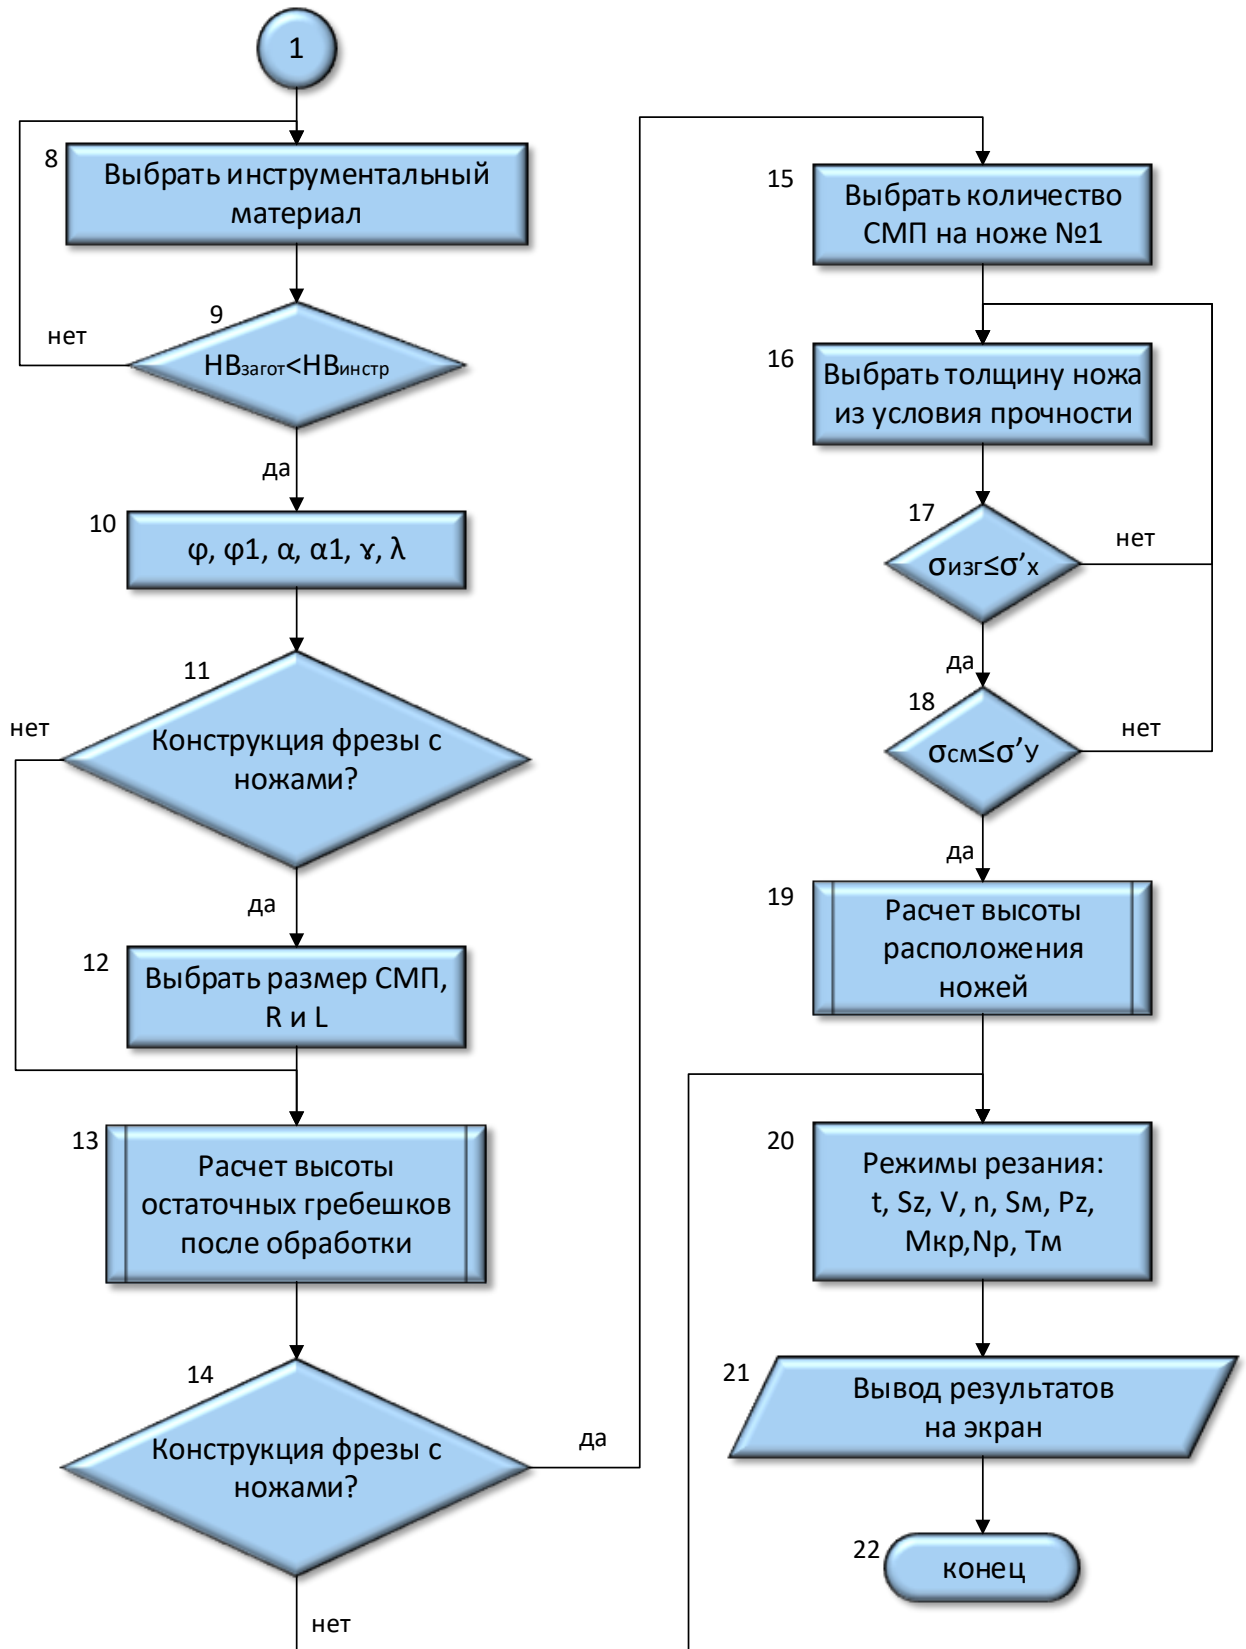 1
8
Выбрать инструментальный
материал
9
нет
HBзагот<HBинстр
да
10
φ, φ1, α, α1, ɤ, λ
11
нет
Конструкция фрезы с
ножами?
да
12
Выбрать размер СМП,
R и L
13
Расчет высоты
остаточных гребешков
после обработки
14
Конструкция фрезы с
ножами?
да
нет
15
Выбрать количество
СМП на ноже №1
16
Выбрать толщину ножа
из условия прочности
17
σизг≤σ’х
нет
да
18
σсм≤σ’У
нет
да
19
Расчет высоты
расположения
ножей
20
Режимы резания:
t, Sz, V, n, Sм, Pz,
Мкр,Np, Тм
21
Вывод результатов
на экран
22
конец